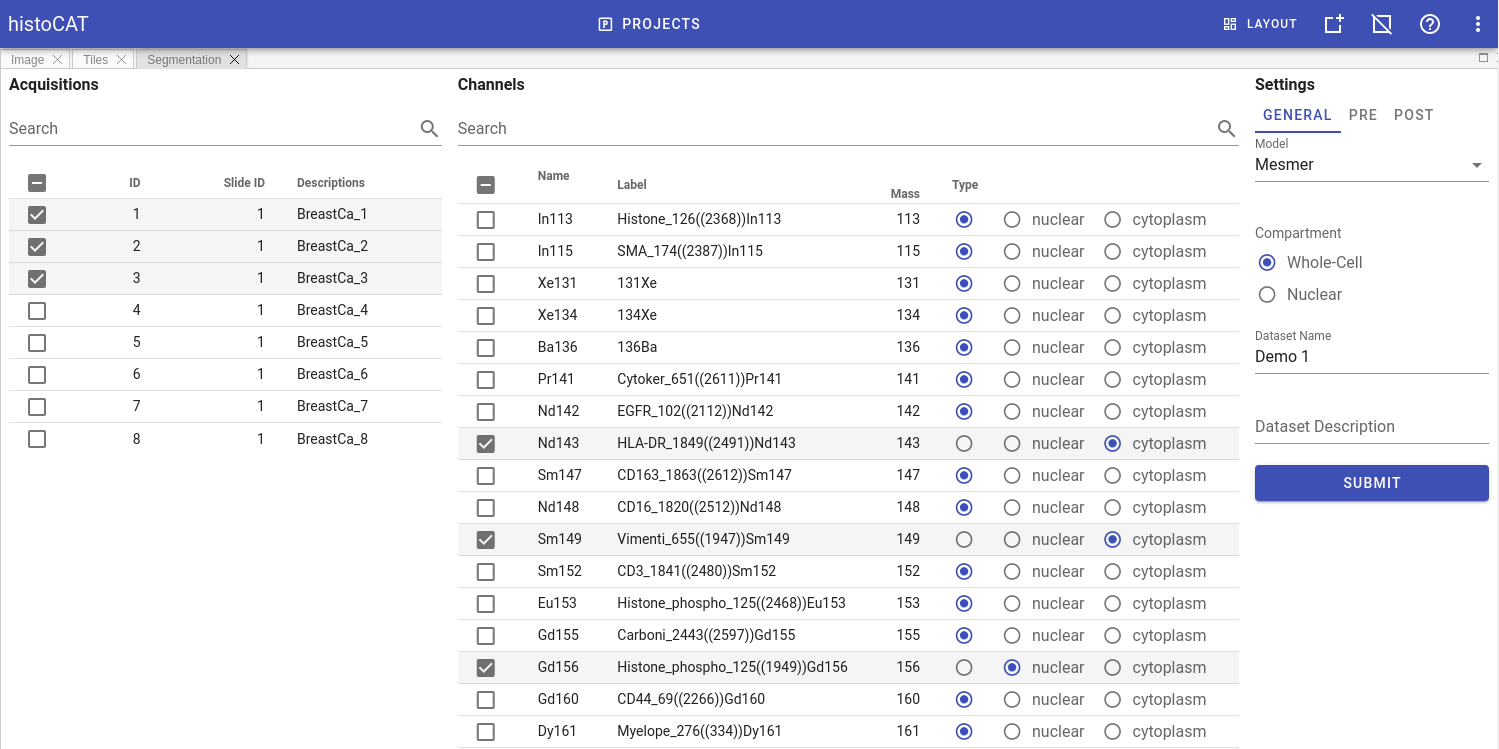 histoCAT PROJECTS LAYOUT
Image Tiles Segmentation
Acquisitions
Search
ID Slide ID Descriptions
1 1 BreastCa_1
2 1 BreastCa_2
3 1 BreastCa_3
4 1 BreastCa_4
5 1 BreastCa_5
6 1 BreastCa_6
7 1 BreastCa_7
8 1 BreastCa_8
Channels
Search
Name Label Mass Type
In113 Histone_126((2368))In113 113 nuclear cytoplasm
In115 SMA_174((2387))In115 115 nuclear cytoplasm
Xe131 131Xe 131 nuclear cytoplasm
Xe134 134Xe 134 nuclear cytoplasm
Ba136 136Ba 136 nuclear cytoplasm
Pr141 Cytoker_651((2611))Pr141 141 nuclear cytoplasm
Nd142 EGFR_102((2112))Nd142 142 nuclear cytoplasm
Nd143 HLA-DR_1849((2491))Nd143 143 nuclear cytoplasm
Sm147 CD163_1863((2612))Sm147 147 nuclear cytoplasm
Nd148 CD16_1820((2512))Nd148 148 nuclear cytoplasm
Sm149 Vimenti_655((1947))Sm149 149 nuclear cytoplasm
Sm152 CD3_1841((2480))Sm152 152 nuclear cytoplasm
Eu153 Histone_phospho_125((2468))Eu153 153 nuclear cytoplasm
Gd155 Carboni_2443((2597))Gd155 155 nuclear cytoplasm
Gd156 Histone_phospho_125((1949))Gd156 156 nuclear cytoplasm
Gd160 CD44_69((2266))Gd160 160 nuclear cytoplasm
Dy161 Myelope_276((334))Dy161 161 nuclear cytoplasm
Settings
GENERAL PRE POST
Model
Mesmer
Compartment
Whole-Cell
Nuclear
Dataset Name
Demo 1
Dataset Description
SUBMIT